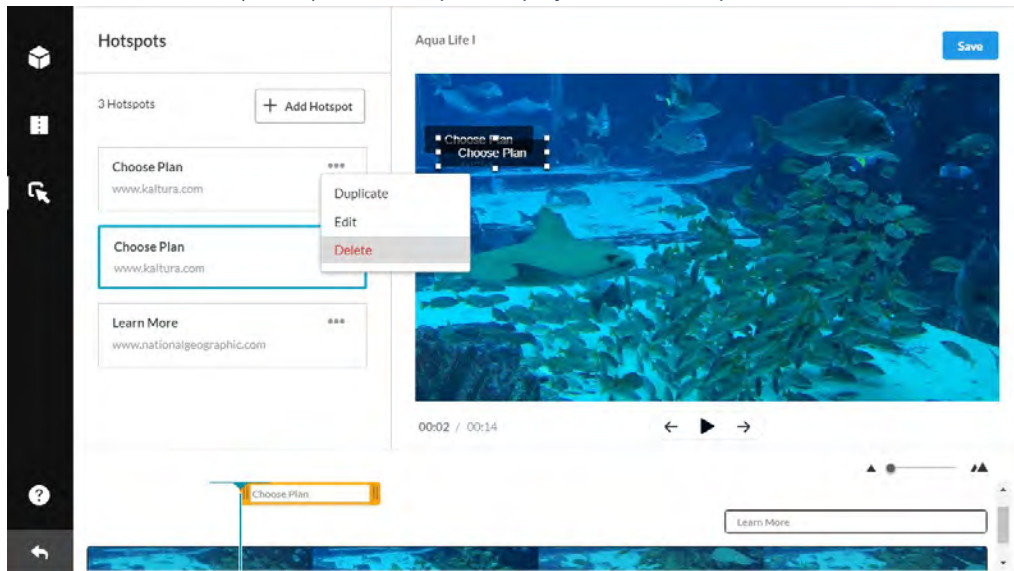 Hotspots
Aqua Life I
Save
3 Hotspots
+ Add Hotspot
Choose Plan
www.kaltura.com
Duplicate
Edit
Delete
Choose Plan
www.kaltura.com
Learn More
www.nationalgeographic.com
Choose Plan
Choose Plan
00:02 / 00:14
Choose Plan
Learn More